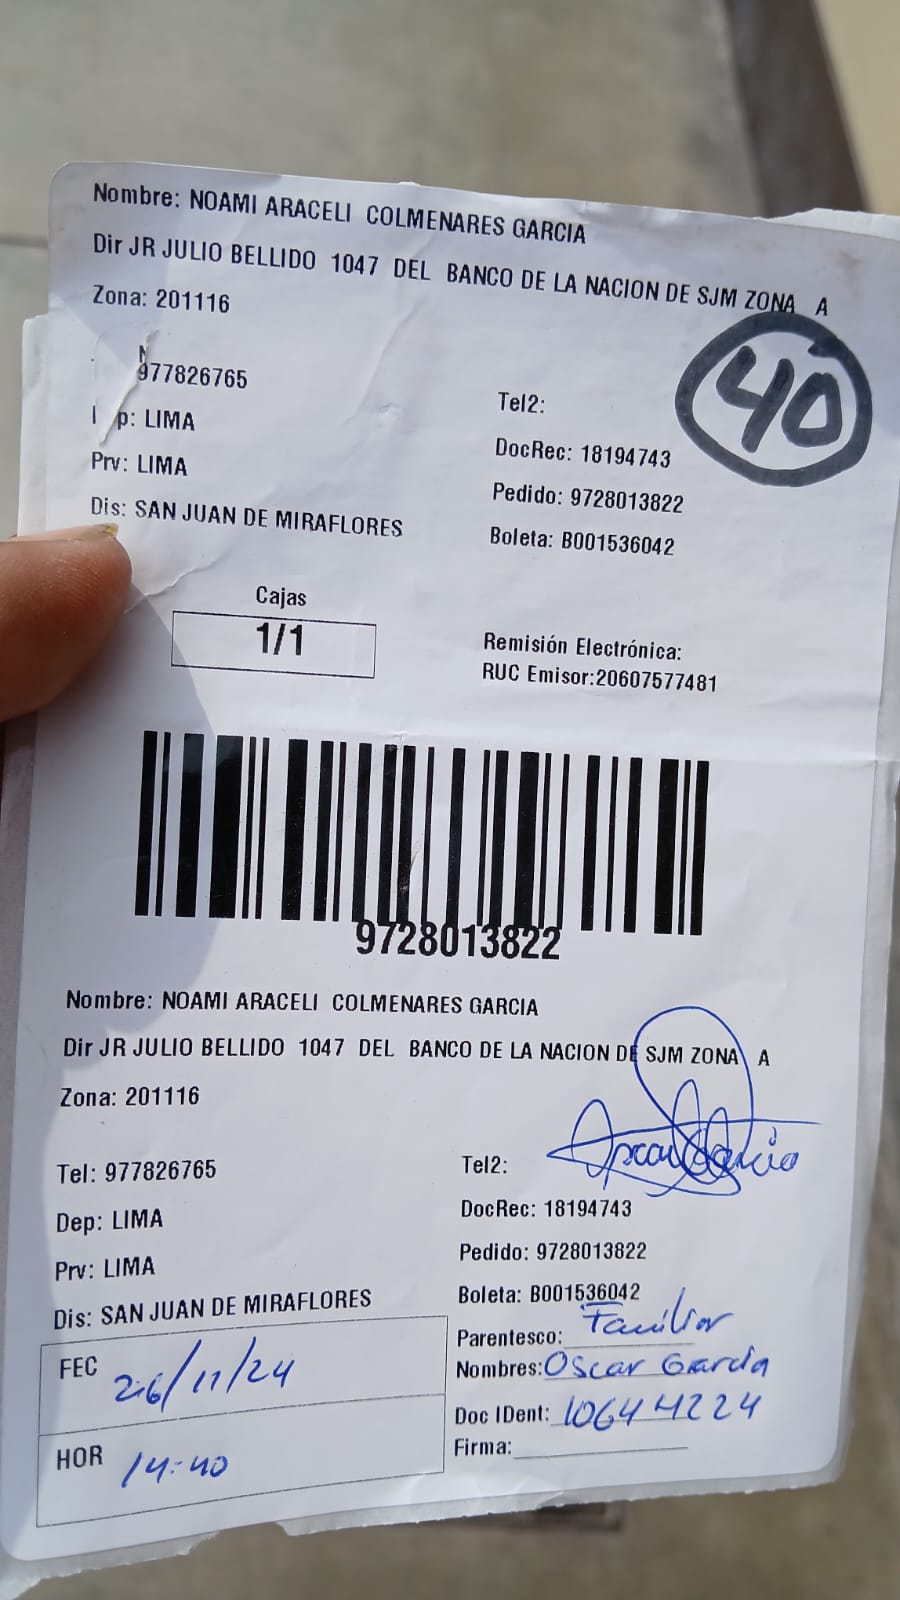 Nombre: NOAMI ARACELI COLMENARES GARCIA
Dir JR JULIO BELLIDO 1047 DEL BANCO DE LA NACION DE SJM ZONA A
Zona: 201116
40
977826765
Tel2:
p: LIMA
DocRec: 18194743
Prv: LIMA
Pedido: 9728013822
Dis: SAN JUAN DE MIRAFLORES
Boleta: B001536042
Cajas
1/1
Remisión Electrónica:
RUC Emisor:20607577481
9728013822
Nombre: NOAMI ARACELI COLMENARES GARCIA
Dir JR JULIO BELLIDO 1047 DEL BANCO DE LA NACION DE SJM ZONA A
Zona: 201116
Tel: 977826765
Tel2:
Oscar Garcia
Dep: LIMA
DocRec: 18194743
Prv: LIMA
Pedido: 9728013822
Dis: SAN JUAN DE MIRAFLORES
Boleta: B001536042
Parentesco: Familiar
FEC 26/11/24
Nombres: Oscar Garcia
Doc IDent: 10644224
HOR 14:40
Firma: